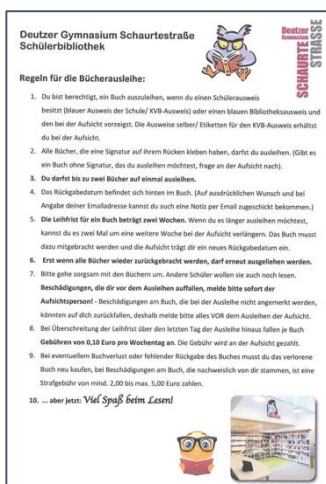 Deutzer Gymnasium Schaurtestraße
Schülerbibliothek
Deutzer
Gymnasium
SCHAURTE
STRASSE
Regeln für die Bücherausleihe:
1. Du bist berechtigt, ein Buch auszuleihen, wenn du einen Schülerausweis
besitzt (blauer Ausweis der Schule/ KVB-Ausweis) oder einen blauen Bibliotheksausweis und
den bei der Aufsicht vorzeigst. Die Ausweise selber/ Etiketten für den KVB-Ausweis erhältst
du bei der Aufsicht.
2. Alle Bücher, die eine Signatur auf ihrem Rücken kleben haben, darfst du ausleihen. (Gibt es
ein Buch ohne Signatur, das du ausleihen möchtest, frage an der Aufsicht nach).
3. Du darfst bis zu zwei Bücher auf einmal ausleihen.
4. Das Rückgabedatum befindet sich hinten im Buch. (Auf ausdrücklichen Wunsch und bei
Angabe deiner Emailadresse kannst du auch eine Notiz per Email zugeschickt bekommen.)
5. Die Leihfrist für ein Buch beträgt zwei Wochen. Wenn du es länger ausleihen möchtest,
kannst du es zwei Mal um eine weitere Woche bei der Aufsicht verlängern. Das Buch muss
dazu mitgebracht werden und die Aufsicht trägt dir ein neues Rückgabedatum ein.
6. Erst wenn alle Bücher wieder zurückgebracht werden, darf erneut ausgeliehen werden.
7. Bitte gehe sorgsam mit den Büchern um. Andere Schüler wollen sie auch noch lesen.
Beschädigungen, die dir vor dem Ausleihen auffallen, melde bitte sofort der
Aufsichtsperson! - Beschädigungen am Buch, die bei der Ausleihe nicht angemerkt werden,
könnten auf dich zurückfallen, deshalb melde bitte alles VOR dem Ausleihen der Aufsicht.
8. Bei Überschreitung der Leihfrist über den letzten Tag der Ausleihe hinaus fallen je Buch
Gebühren von 0,10 Euro pro Wochentag an. Die Gebühr wird an der Aufsicht gezahlt.
9. Bei eventuellem Buchverlust oder fehlender Rückgabe des Buches musst du das verlorene
Buch neu kaufen, bei Beschädigungen am Buch, die nachweislich von dir stammen, ist eine
Strafgebühr von mind. 2,00 bis max. 5,00 Euro zahlen.
10. ... aber jetzt: Viel Spaß beim Lesen!